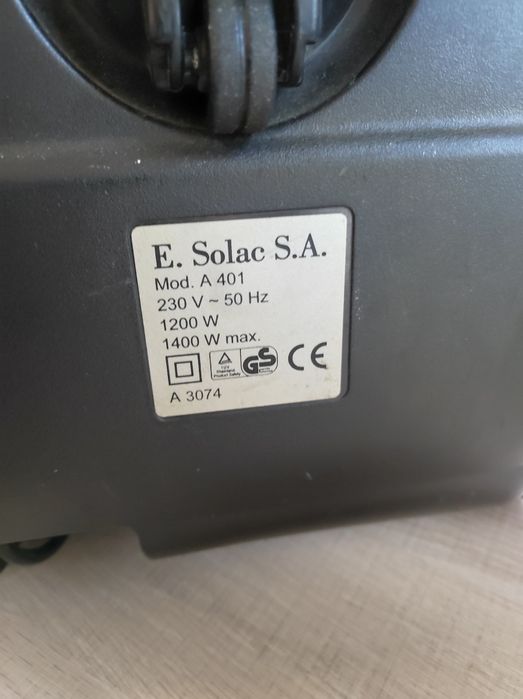 E. Solac S.A.
Mod. A 401
230 V ~ 50 Hz
1200 W
1400 W max.
GS CE
A 3074